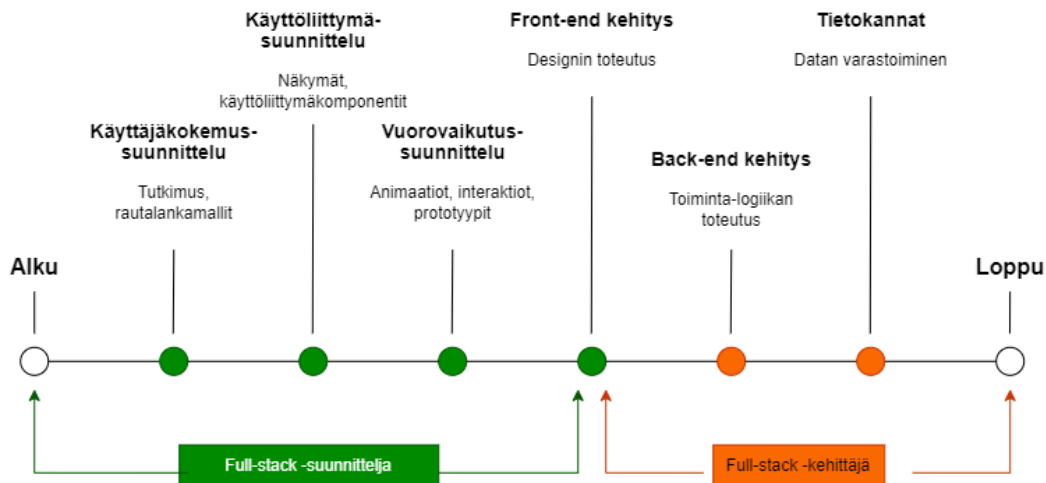 Käyttöliittymä-
suunnittelu
Näkymät,
käyttöliittymäkomponentit
Front-end kehitys
Designin toteutus
Tietokannat
Datan varastoiminen
Käyttäjäkokemus-
suunnittelu
Tutkimus,
rautalankamallit
Vuorovaikutus-
suunnittelu
Animaatiot, interaktiot,
prototyypit
Back-end kehitys
Toiminta-logiikan
toteutus
Alku
Loppu
Full-stack -suunnittelja
Full-stack -kehittäjä